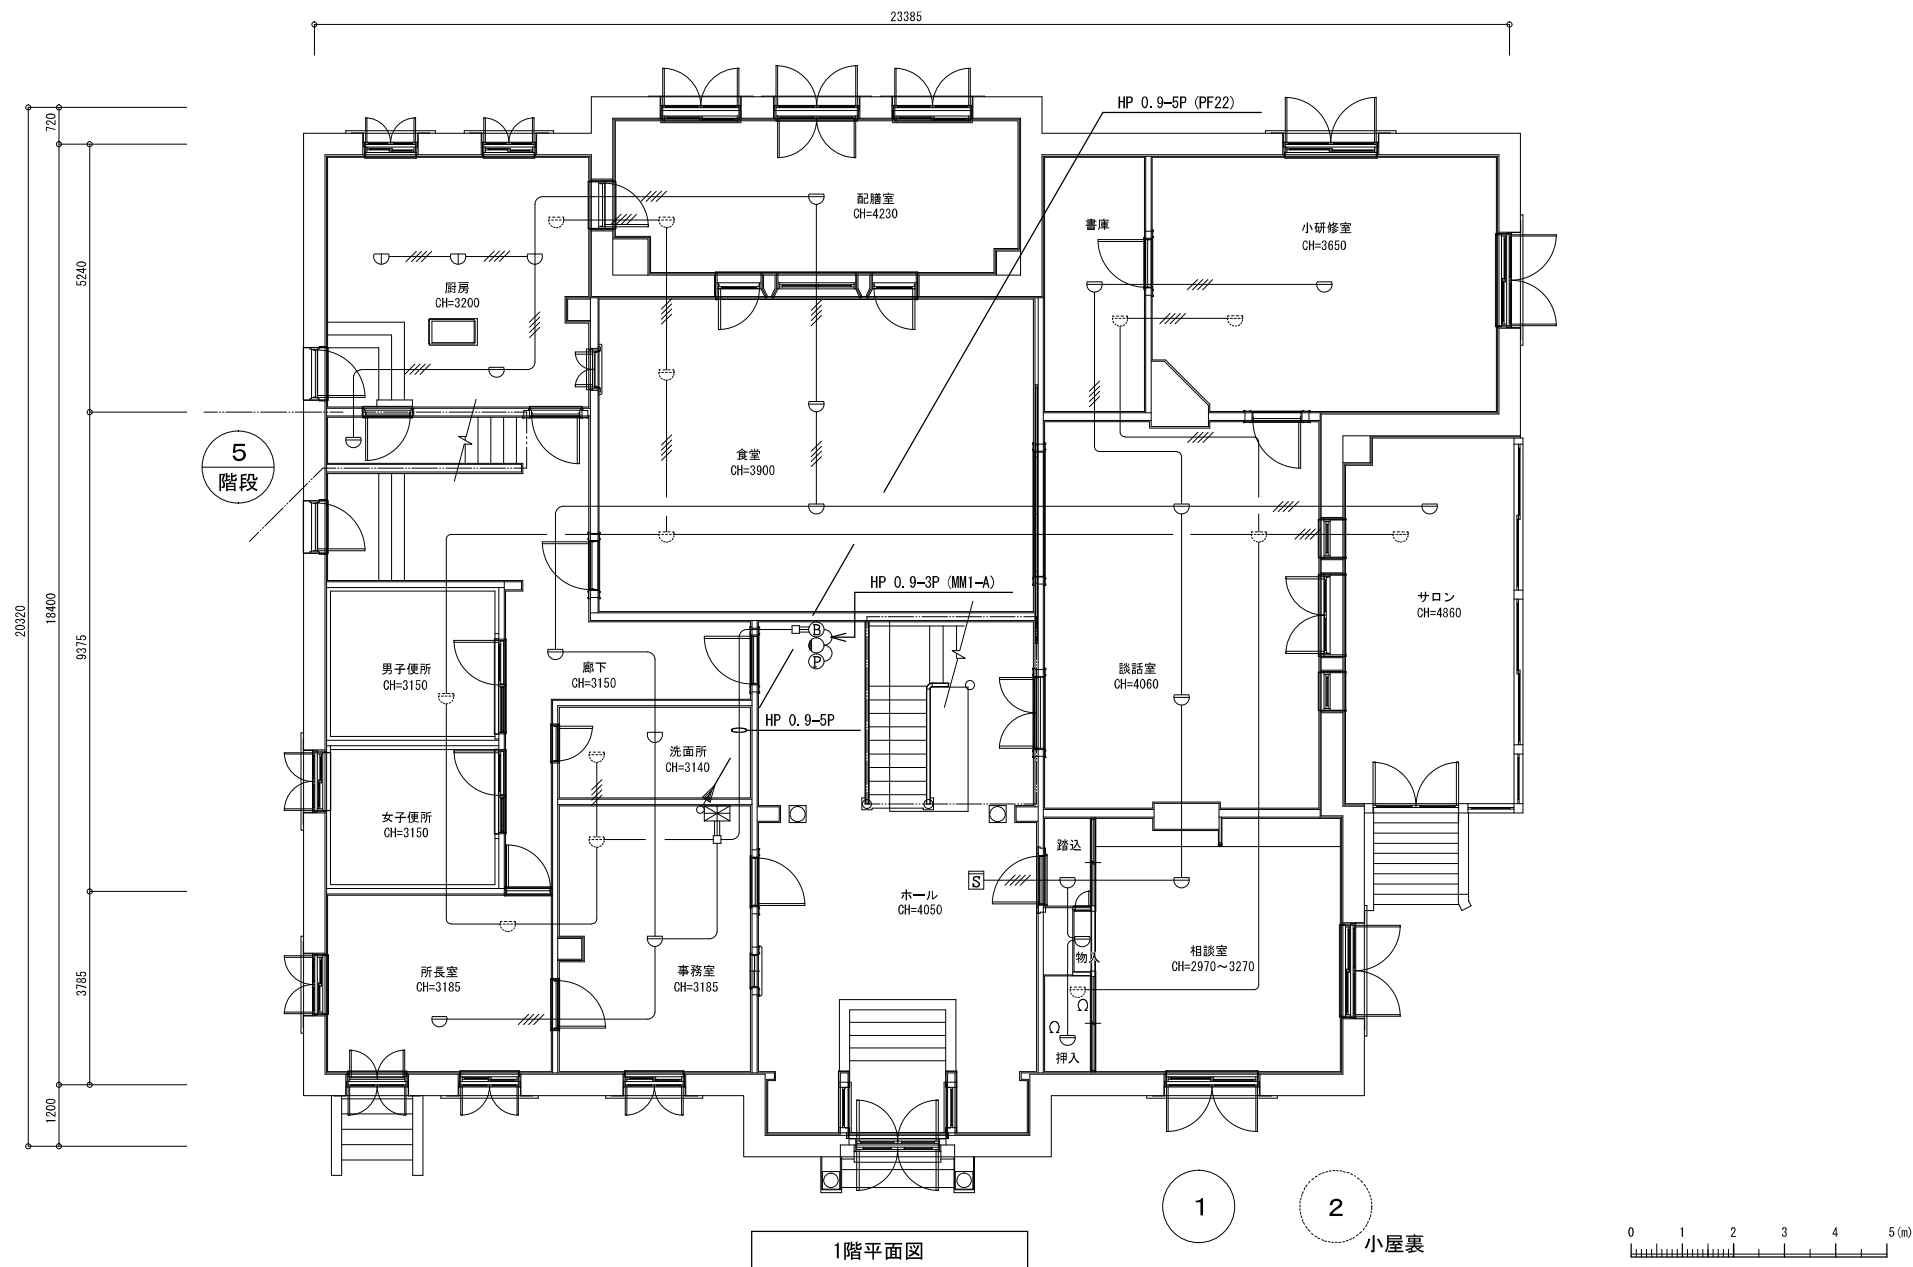 23385
HP 0.9-5P (PF22)
720
配膳室
CH=4230
書庫
小研修室
CH=3650
5240
厨房
CH=3200
5
階段
食堂
CH=3900
20320
18400
9375
HP 0.9-3P (MM1-A)
サロン
CH=4860
B
P
男子便所
CH=3150
廊下
CH=3150
談話室
CH=4060
HP 0.9-5P
洗面所
CH=3140
女子便所
CH=3150
踏込
S
ホール
CH=4050
物入
相談室
CH=2970～3270
所長室
CH=3185
事務室
CH=3185
3785
Ω
Ω
押入
1200
1
2
小屋裏
1階平面図
0 1 2 3 4 5(m)